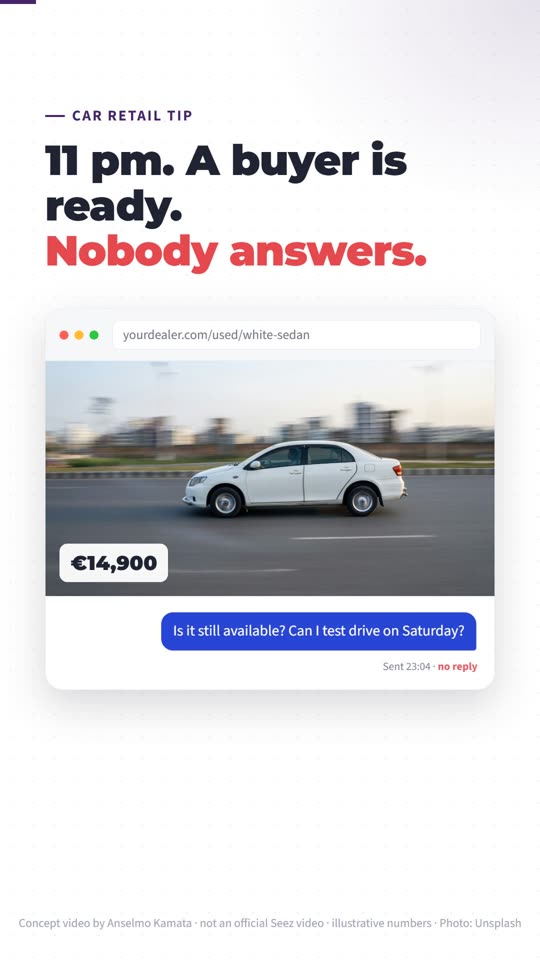 CAR RETAIL TIP
11 pm. A buyer is
ready.
Nobody answers.
yourdealer.com/used/white-sedan
€14,900
Is it still available? Can I test drive on Saturday?
Sent 23:04 · no reply
Concept video by Anselmo Kamata · not an official Seez video · illustrative numbers · Photo: Unsplash